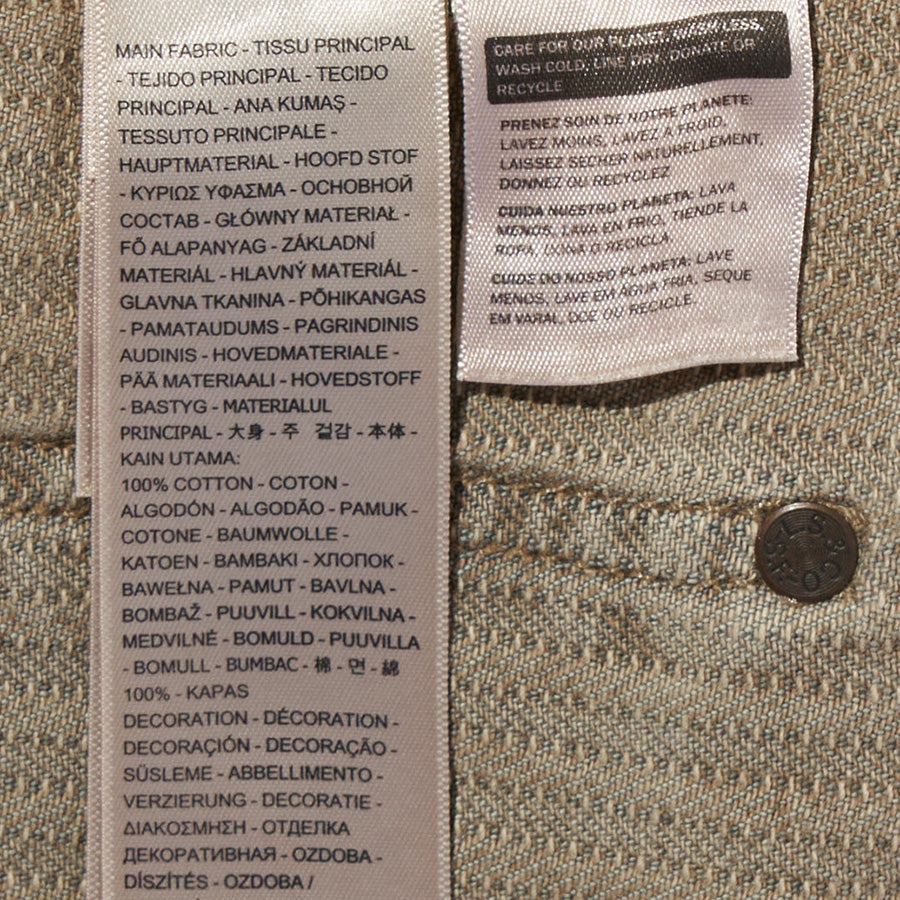 MAIN FABRIC - TISSU PRINCIPAL
- TEJIDO PRINCIPAL - TECIDO
PRINCIPAL - ANA KUMAŞ -
TESSUTO PRINCIPALE -
HAUPTMATERIAL - HOOFD STOF
- ΚΥΡΙΩΣ ΥΦΑΣΜΑ - ОСНОВНОЙ
СОСТАВ - GŁÓWNY MATERIAŁ -
FÕ ALAPANYAG - ZÁKLADNÍ
MATERIÁL - HLAVNÝ MATERIÁL -
GLAVNA TKANINA - PÕHIKANGAS
- PAMATAUDUMS - PAGRINDINIS
AUDINIS - HOVEDMATERIALE -
PÄÄ MATERIAALI - HOVEDSTOFF
- BASTYG - MATERIALUL
PRINCIPAL - 大身 - 주 겉감 - 本体 -
KAIN UTAMA:
100% COTTON - COTON -
ALGODÓN - ALGODÃO - PAMUK -
COTONE - BAUMWOLLE -
KATOEN - ΒΑΜΒΑΚΙ - ХЛОПОК -
BAWEŁNA - PAMUT - BAVLNA -
BOMBAŽ - PUUVILL - KOKVILNA -
MEDVILNÉ - BOMULD - PUUVILLA
- BOMULL - BUMBAC - 棉 - 면 - 綿
100% - KAPAS
DECORATION - DÉCORATION -
DECORAÇIÓN - DECORAÇÃO -
SÜSLEME - ABBELLIMENTO -
VERZIERUNG - DECORATIE -
ΔΙΑΚΟΣΜΗΣΗ - ОТДЕЛКА
ДЕКОРАТИВНАЯ - OZDOBA -
DÍSZÍTÉS - OZDOBA /
CARE FOR OUR PLANET: WASH LESS,
WASH COLD, LINE DRY, DONATE OR
RECYCLE
PRENEZ SOIN DE NOTRE PLANETE:
LAVEZ MOINS, LAVEZ A FROID,
LAISSEZ SECHER NATURELLEMENT,
DONNEZ OU RECYCLEZ
CUIDA NUESTRO PLANETA: LAVA
MENOS, LAVA EN FRIO, TIENDE LA
ROPA, DONA O RECICLA.
CUIDE DO NOSSO PLANETA: LAVE
MENOS, LAVE EM ÁGUA FRIA, SEQUE
EM VARAL, DOE OU RECICLE.